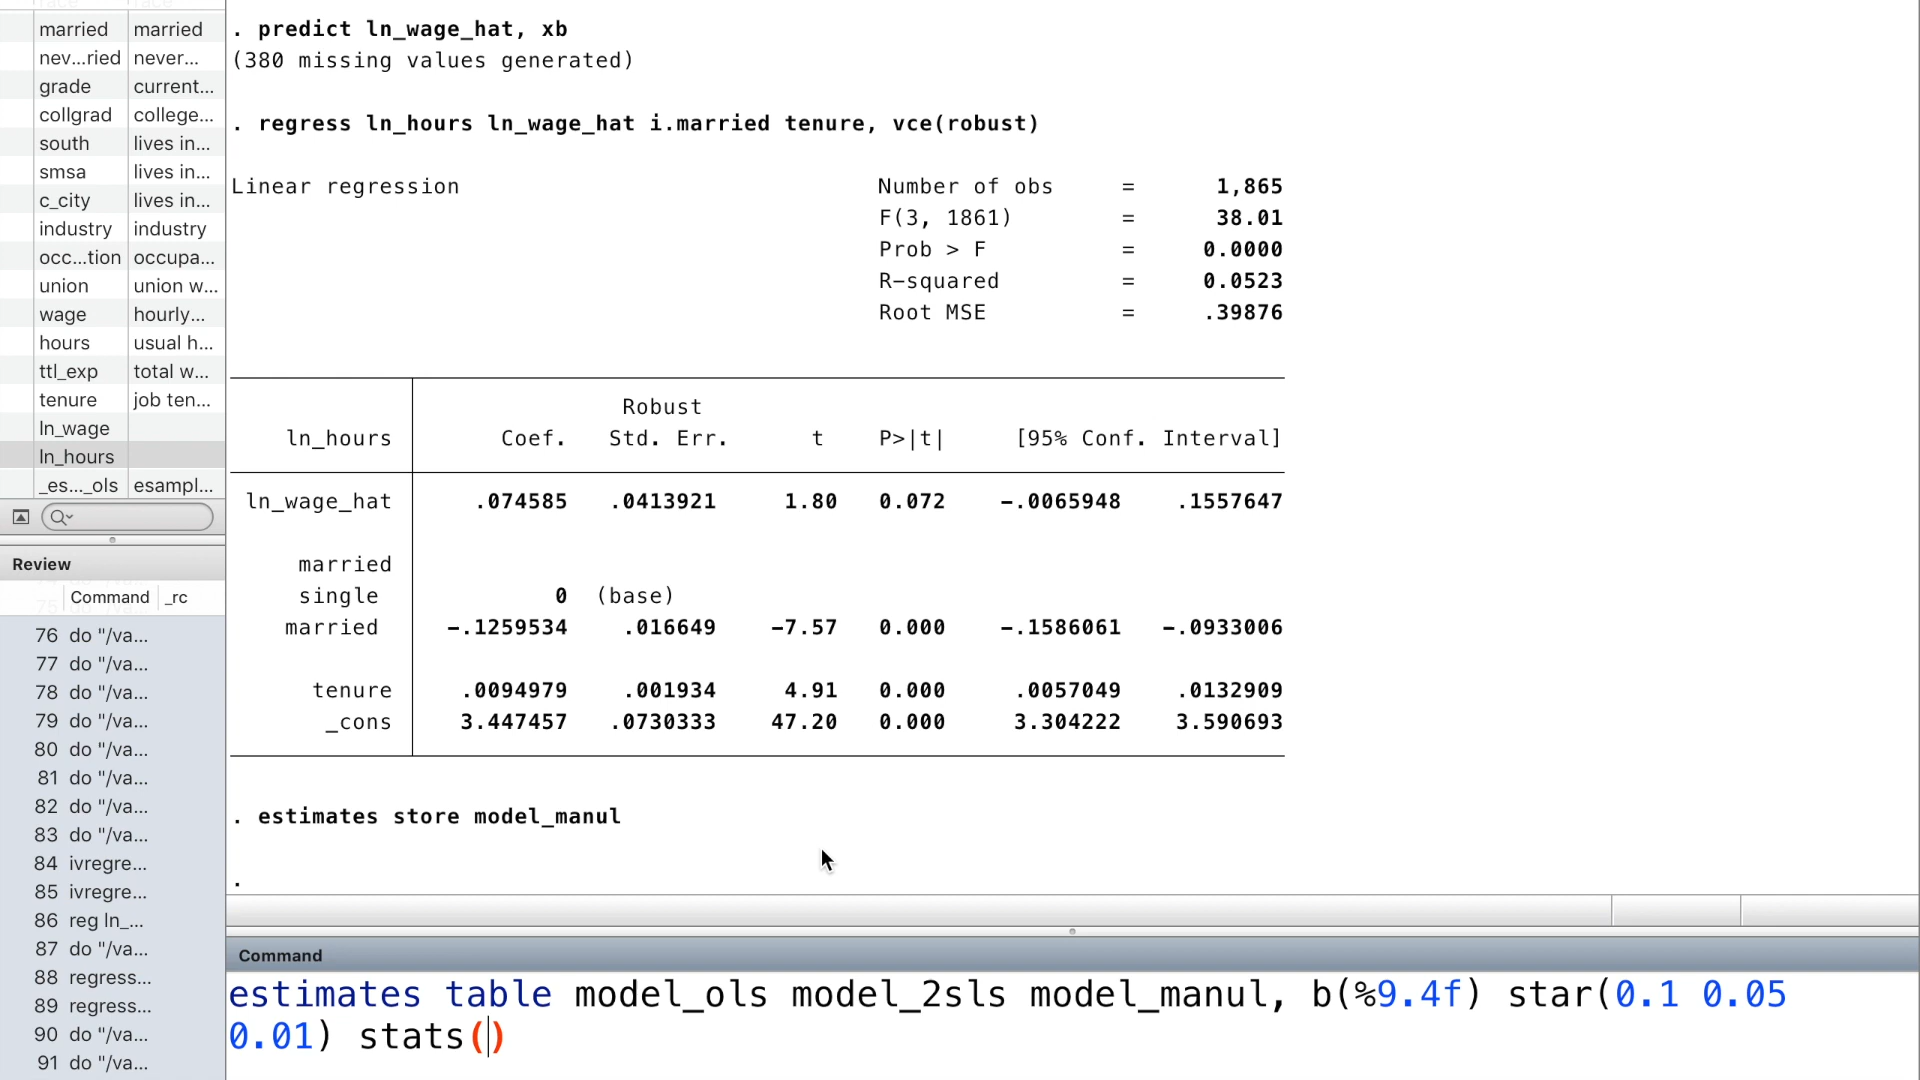 race race
married married
nev...ried never...
grade current...
collgrad college...
south lives in...
smsa lives in...
c_city lives in...
industry industry
occ...tion occupa...
union union w...
wage hourly...
hours usual h...
ttl_exp total w...
tenure job ten...
ln_wage
ln_hours
_es..._ols esampl...
Review
Command _rc
76 do "/va...
77 do "/va...
78 do "/va...
79 do "/va...
80 do "/va...
81 do "/va...
82 do "/va...
83 do "/va...
84 ivregre...
85 ivregre...
86 reg ln_...
87 do "/va...
88 regress...
89 regress...
90 do "/va...
91 do "/va...
. predict ln_wage_hat, xb
(380 missing values generated)
. regress ln_hours ln_wage_hat i.married tenure, vce(robust)
Linear regression Number of obs = 1,865
F(3, 1861) = 38.01
Prob > F = 0.0000
R-squared = 0.0523
Root MSE = .39876
Robust
ln_hours Coef. Std. Err. t P>|t| [95% Conf. Interval]
ln_wage_hat .074585 .0413921 1.80 0.072 -.0065948 .1557647
married
single 0 (base)
married -.1259534 .016649 -7.57 0.000 -.1586061 -.0933006
tenure .0094979 .001934 4.91 0.000 .0057049 .0132909
_cons 3.447457 .0730333 47.20 0.000 3.304222 3.590693
. estimates store model_manul
.
Command
estimates table model_ols model_2sls model_manul, b(%9.4f) star(0.1 0.05
0.01) stats()